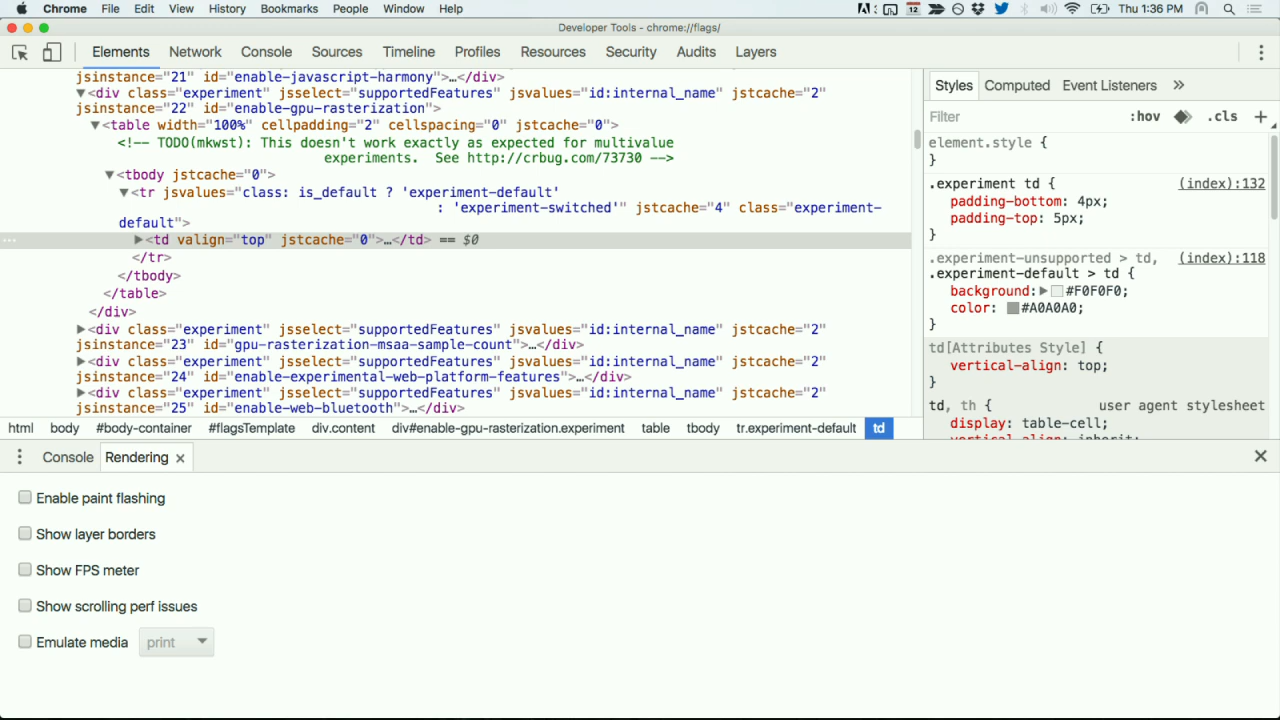 Chrome File Edit View History Bookmarks People Window Help 12 Thu 1:36 PM
Developer Tools - chrome://flags/
Elements Network Console Sources Timeline Profiles Resources Security Audits Layers
jsinstance="21" id="enable-javascript-harmony">…</div>
▼<div class="experiment" jsselect="supportedFeatures" jsvalues="id:internal_name" jstcache="2"
jsinstance="22" id="enable-gpu-rasterization">
▼<table width="100%" cellpadding="2" cellspacing="0" jstcache="0">
<!-- TODO(mkwst): This doesn't work exactly as expected for multivalue
experiments. See http://crbug.com/73730 -->
▼<tbody jstcache="0">
▼<tr jsvalues="class: is_default ? 'experiment-default'
: 'experiment-switched'" jstcache="4" class="experiment-
default">
… ▶<td valign="top" jstcache="0">…</td> == $0
</tr>
</tbody>
</table>
</div>
▶<div class="experiment" jsselect="supportedFeatures" jsvalues="id:internal_name" jstcache="2"
jsinstance="23" id="gpu-rasterization-msaa-sample-count">…</div>
▶<div class="experiment" jsselect="supportedFeatures" jsvalues="id:internal_name" jstcache="2"
jsinstance="24" id="enable-experimental-web-platform-features">…</div>
▶<div class="experiment" jsselect="supportedFeatures" jsvalues="id:internal_name" jstcache="2"
jsinstance="25" id="enable-web-bluetooth">…</div>
html body #body-container #flagsTemplate div.content div#enable-gpu-rasterization.experiment table tbody tr.experiment-default td
Styles Computed Event Listeners »
Filter :hov .cls +
element.style {
}
.experiment td { (index):132
padding-bottom: 4px;
padding-top: 5px;
}
.experiment-unsupported > td, (index):118
.experiment-default > td {
background:▶ #F0F0F0;
color: #A0A0A0;
}
td[Attributes Style] {
vertical-align: top;
}
td, th { user agent stylesheet
display: table-cell;
vertical-align: inherit;
Console Rendering ×
Enable paint flashing
Show layer borders
Show FPS meter
Show scrolling perf issues
Emulate media print